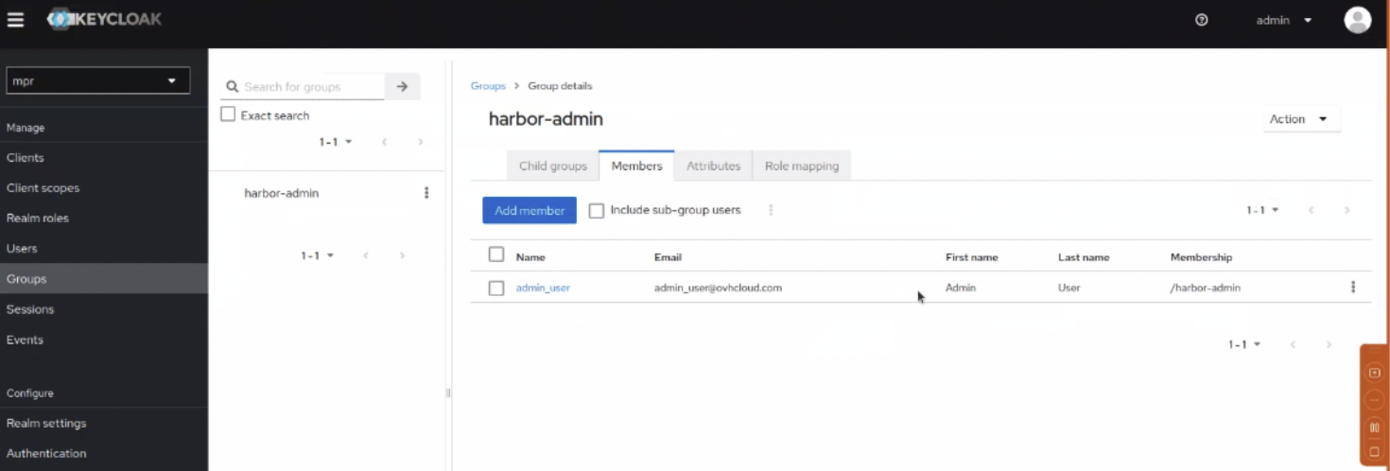 KEYCLOAK
admin
mpr
Manage
Clients
Client scopes
Realm roles
Users
Groups
Sessions
Events
Configure
Realm settings
Authentication
Search for groups
Exact search
1-1
harbor-admin
1-1
Groups > Group details
harbor-admin
Action
Child groups Members Attributes Role mapping
Add member Include sub-group users 1-1
Name Email First name Last name Membership
admin_user admin_user@ovhcloud.com Admin User /harbor-admin
1-1